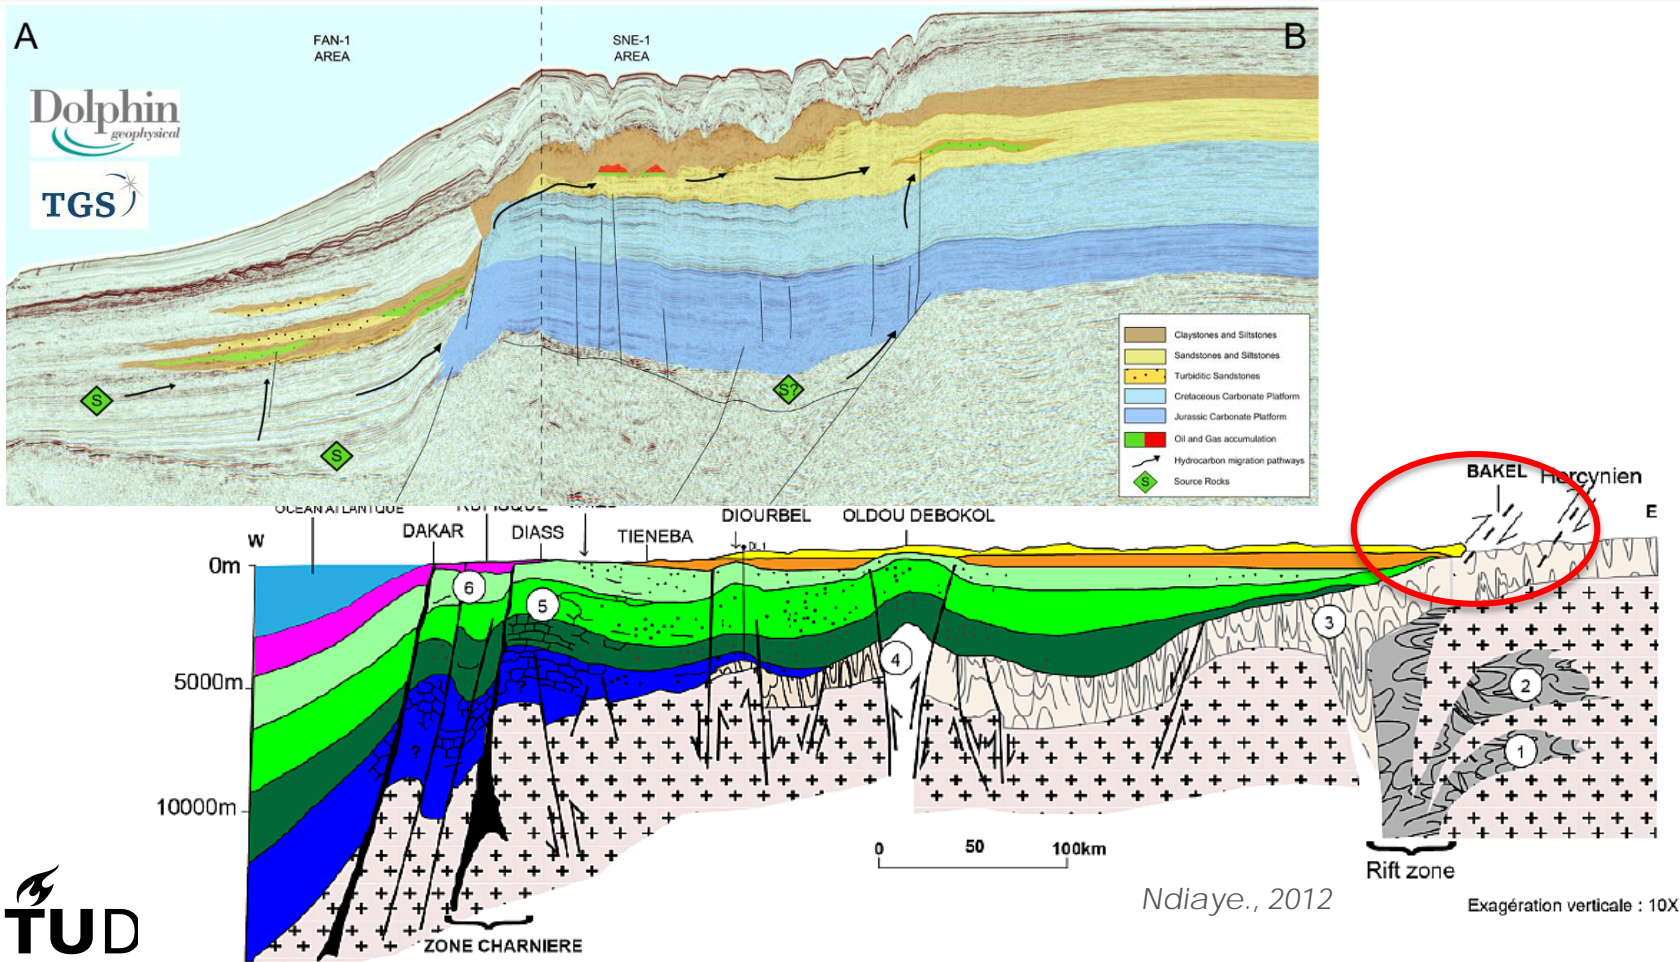 A
FAN-1
AREA
SNE-1
AREA
B
Dolphin
geophysical
TGS
S
S
S?
Claystones and Siltstones
Sandstones and Siltstones
Turbiditic Sandstones
Cretaceous Carbonate Platform
Jurassic Carbonate Platform
Oil and Gas accumulation
Hydrocarbon migration pathways
S Source Rocks
BAKEL
Hercynien
OCEAN ATLANTIQUE
W
DAKAR
DIASS
TIENEBA
DIOURBEL
OLDOU DEBOKOL
E
DL1
0m
5000m
10000m
6
5
4
3
2
1
?
?
0 50 100km
Rift zone
Ndiaye., 2012
Exagération verticale : 10X
ZONE CHARNIERE
TUD